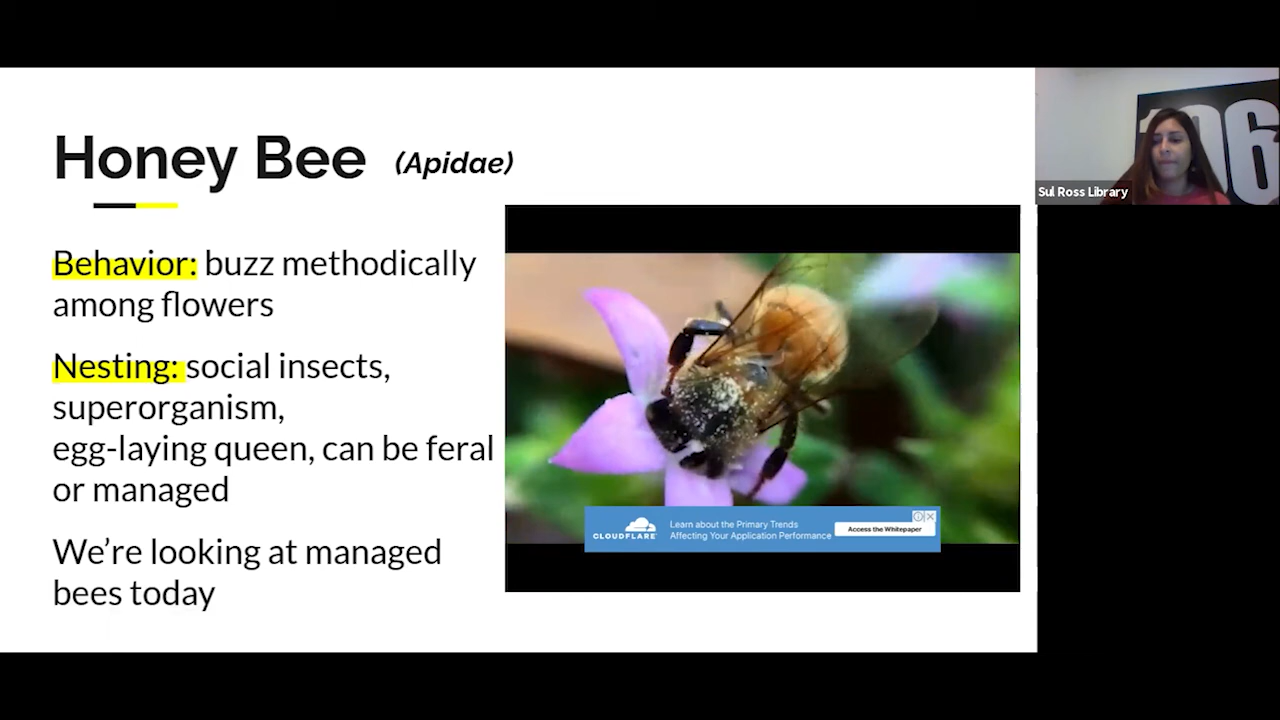 Honey Bee (Apidae)
Behavior: buzz methodically
among flowers
Nesting: social insects,
superorganism,
egg-laying queen, can be feral
or managed
We’re looking at managed
bees today
CLOUDFLARE
Learn about the Primary Trends
Affecting Your Application Performance
Access the Whitepaper
106
Sul Ross Library